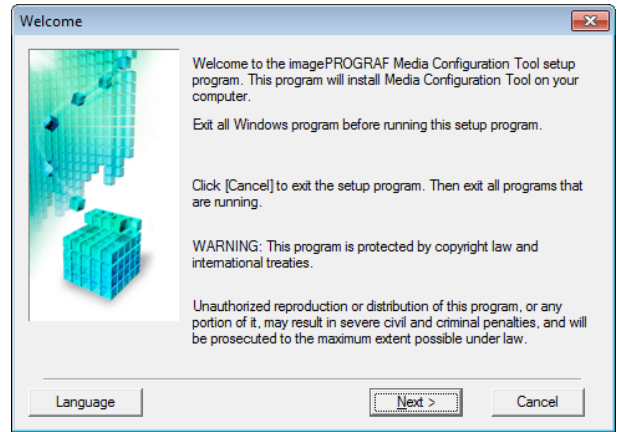 Welcome
Welcome to the imagePROGRAF Media Configuration Tool setup
program. This program will install Media Configuration Tool on your
computer.
Exit all Windows program before running this setup program.
Click [Cancel] to exit the setup program. Then exit all programs that
are running.
WARNING: This program is protected by copyright law and
international treaties.
Unauthorized reproduction or distribution of this program, or any
portion of it, may result in severe civil and criminal penalties, and will
be prosecuted to the maximum extent possible under law.
Language
Next >
Cancel